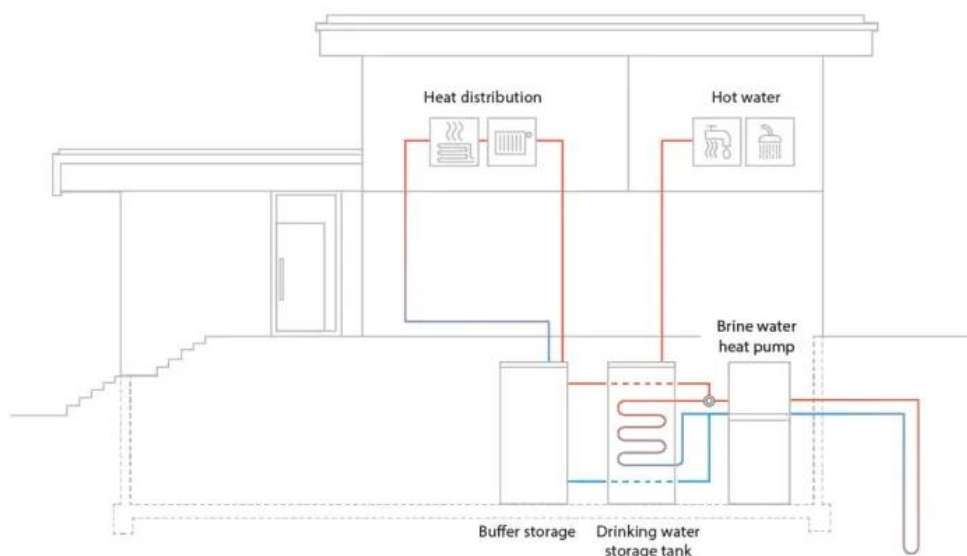 Heat distribution
Hot water
Brine water
heat pump
Buffer storage
Drinking water
storage tank